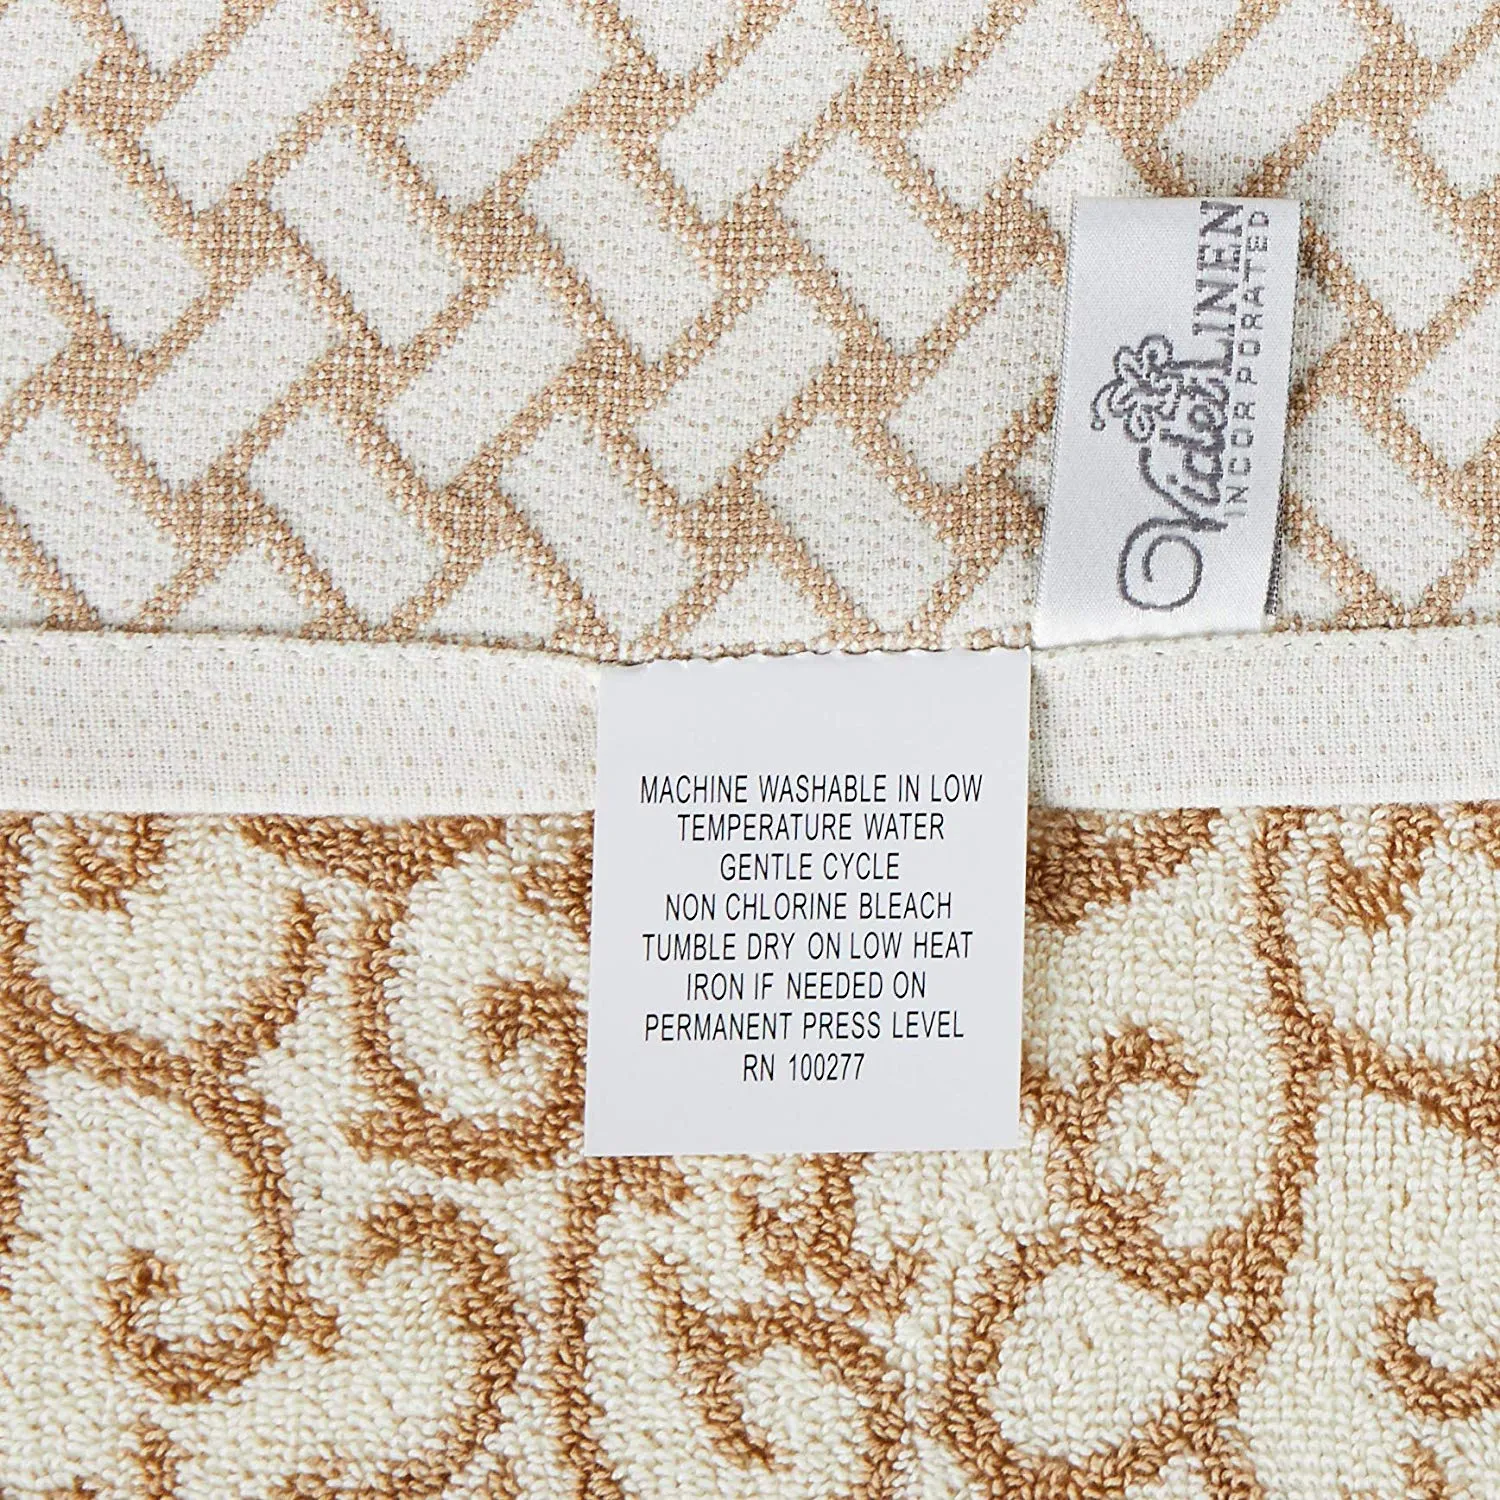 Videl LINEN
INCORPORATED
MACHINE WASHABLE IN LOW
TEMPERATURE WATER
GENTLE CYCLE
NON CHLORINE BLEACH
TUMBLE DRY ON LOW HEAT
IRON IF NEEDED ON
PERMANENT PRESS LEVEL
RN 100277